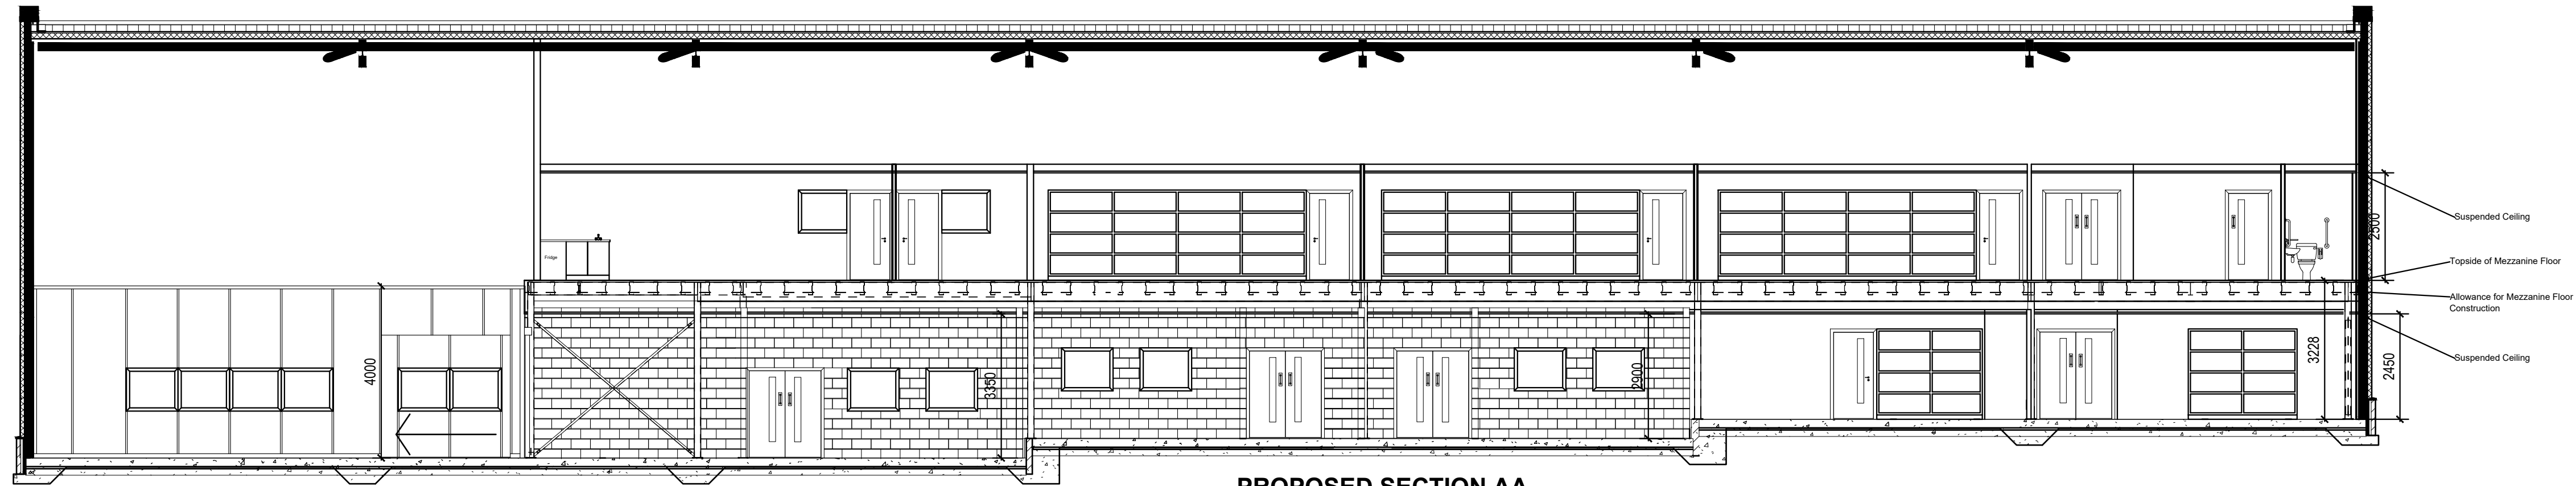 Suspended Ceiling
2500
Fridge
Topside of Mezzanine Floor
Allowance for Mezzanine Floor
Construction
4000
3350
2900
3228
2450
Suspended Ceiling
PROPOSED SECTION AA